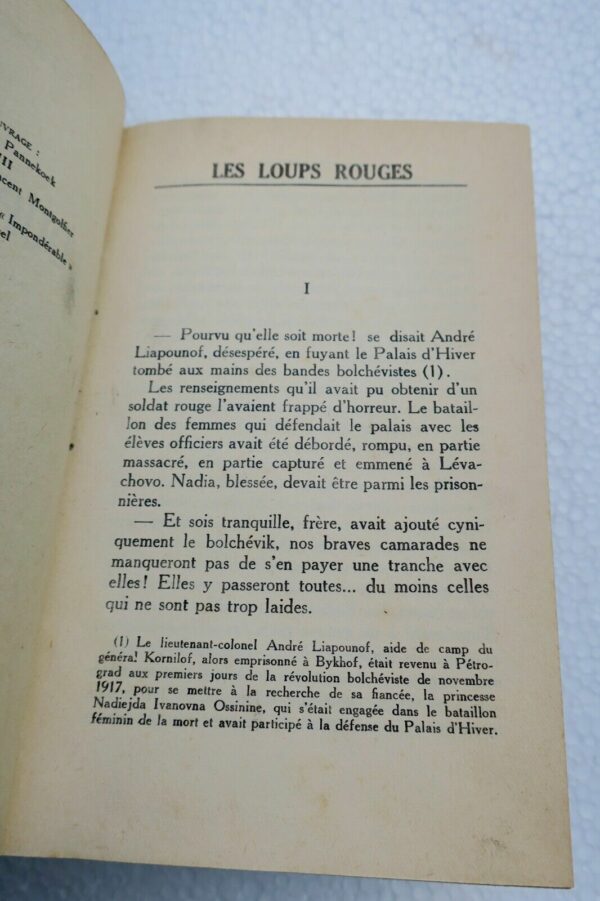 UVRAGE :
Pannekoek
II
cent Montgolfier
« Impondérable »
el
LES LOUPS ROUGES
I
— Pourvu qu'elle soit morte! se disait André
Liapounof, désespéré, en fuyant le Palais d'Hiver
tombé aux mains des bandes bolchévistes (1).
Les renseignements qu'il avait pu obtenir d'un
soldat rouge l'avaient frappé d'horreur. Le batail-
lon des femmes qui défendait le palais avec les
élèves officiers avait été débordé, rompu, en partie
massacré, en partie capturé et emmené à Léva-
chovo. Nadia, blessée, devait être parmi les prison-
nières.
— Et sois tranquille, frère, avait ajouté cyni-
quement le bolchévik, nos braves camarades ne
manqueront pas de s'en payer une tranche avec
elles! Elles y passeront toutes... du moins celles
qui ne sont pas trop laides.
(1) Le lieutenant-colonel André Liapounof, aide de camp du
général Kornilof, alors emprisonné à Bykhof, était revenu à Pétro-
grad aux premiers jours de la révolution bolchéviste de novembre
1917, pour se mettre à la recherche de sa fiancée, la princesse
Nadiejda Ivanovna Ossinine, qui s'était engagée dans le bataillon
féminin de la mort et avait participé à la défense du Palais d'Hiver.